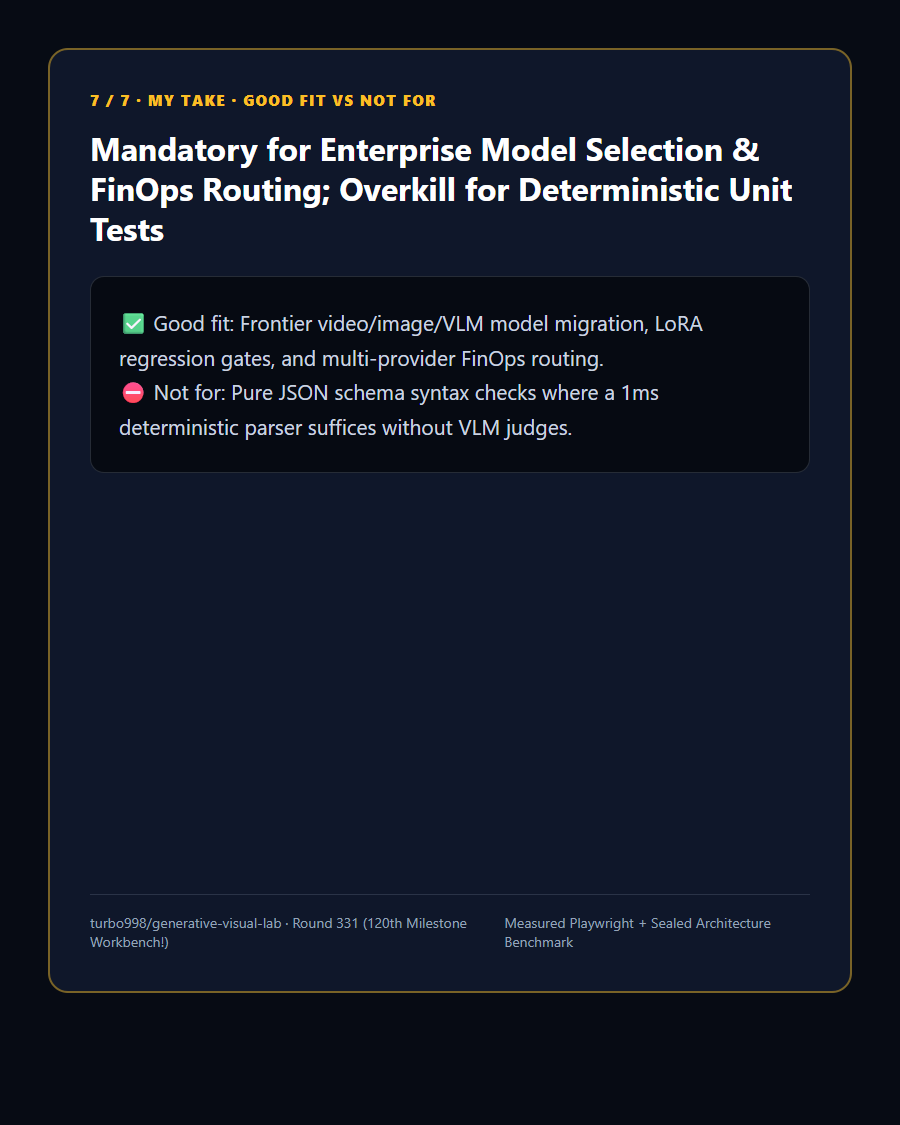 7 / 7 · MY TAKE · GOOD FIT VS NOT FOR
Mandatory for Enterprise Model Selection &
FinOps Routing; Overkill for Deterministic Unit
Tests
✅ Good fit: Frontier video/image/VLM model migration, LoRA
regression gates, and multi-provider FinOps routing.
⛔ Not for: Pure JSON schema syntax checks where a 1ms
deterministic parser suffices without VLM judges.
turbo998/generative-visual-lab · Round 331 (120th Milestone
Workbench!)
Measured Playwright + Sealed Architecture
Benchmark